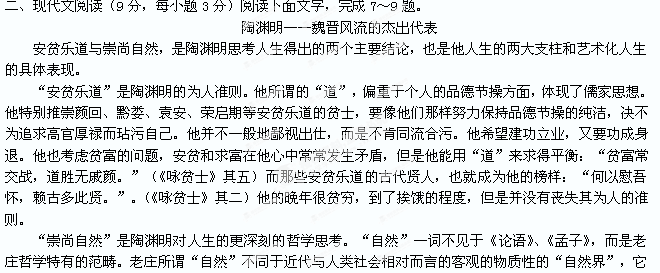 二、现代文阅读（9 分，每小题 3 分）阅读下面文字，完成 7～9 题。
陶渊明----魏晋风流的杰出代表
安贫乐道与崇尚自然，是陶渊明思考人生得出的两个主要结论，也是他人生的两大支柱和艺术化人生
的具体表现。
“安贫乐道”是陶渊明的为人准则。他所谓的“道”，偏重于个人的品德节操方面，体现了儒家思想。
他特别推崇颜回、黔娄、袁安、荣启期等安贫乐道的贫士，要像他们那样努力保持品德节操的纯洁，决不
为追求高官厚禄而玷污自己。他并不一般地鄙视出仕，而是不肯同流合污。他希望建功立业，又要功成身
退。他也考虑贫富的问题，安贫和求富在他心中常常发生矛盾，但是他能用“道”来求得平衡：“贫富常
交战，道胜无戚颜。”（《咏贫士》其五）而那些安贫乐道的古代贤人，也就成为他的榜样：“何以慰吾
怀，赖古多此贤。”。（《咏贫士》其二）他的晚年很贫穷，到了挨饿的程度，但是并没有丧失其为人的准
则。
“崇尚自然”是陶渊明对人生的更深刻的哲学思考。“自然”一词不见于《论语》、《孟子》，而是老
庄哲学特有的范畴。老庄所谓“自然”不同于近代与人类社会相对而言的客观的物质性的“自然界”，它